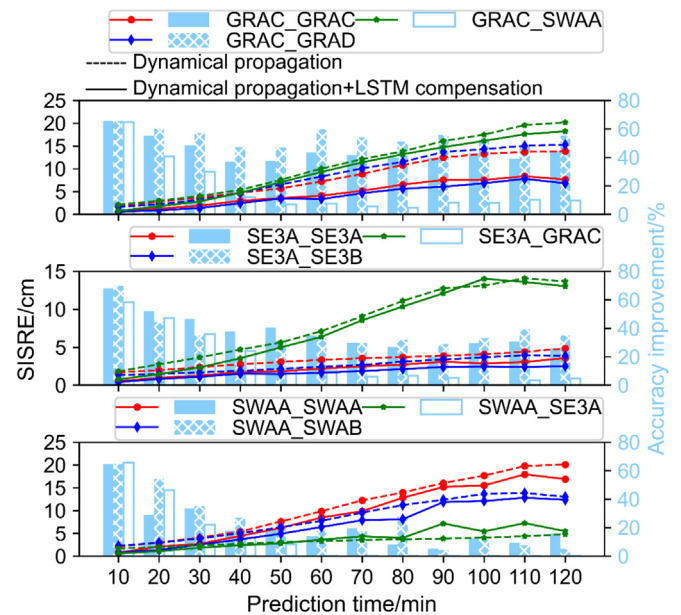 GRAC_GRAC GRAC_SWAA
GRAC_GRAD
Dynamical propagation
Dynamical propagation+LSTM compensation
25 80
20 60
15
10 40
5 20
0 0
SE3A_SE3A SE3A_GRAC
SE3A_SE3B
15 80
10 60
40
5 20
0 0
SWAA_SWAA SWAA_SE3A
SWAA_SWAB
25 80
20 60
15
10 40
5 20
0 0
10 20 30 40 50 60 70 80 90 100 110 120
Prediction time/min
SISRE/cm
Accuracy improvement/%